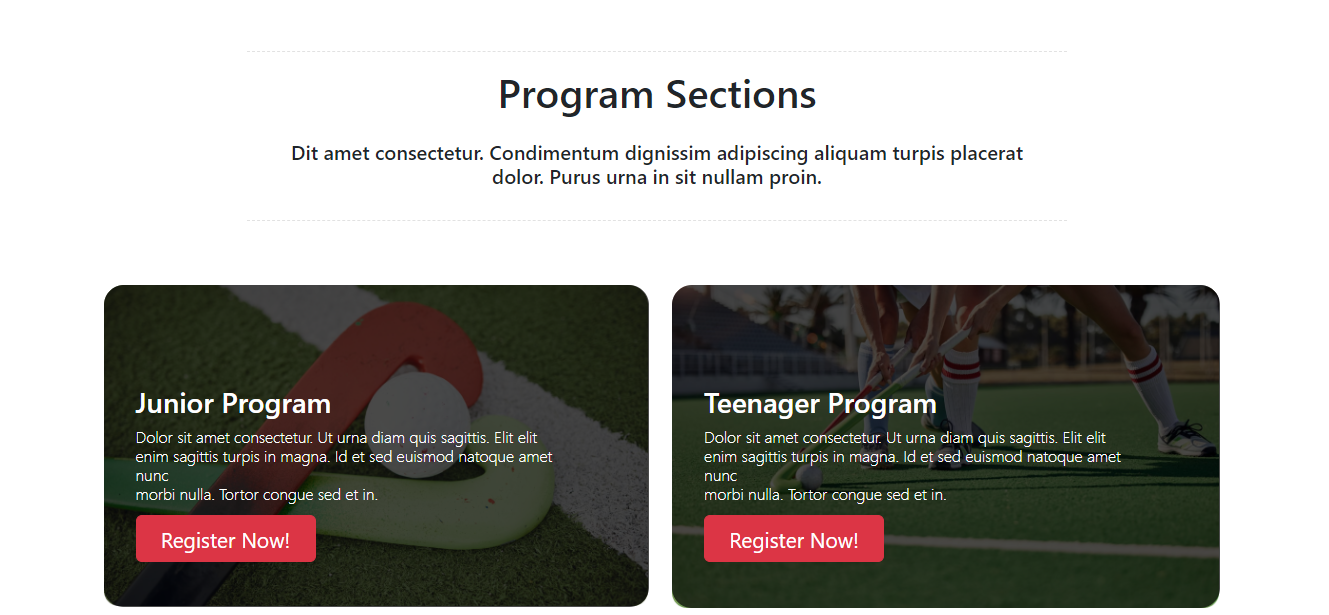 Program Sections
Dit amet consectetur. Condimentum dignissim adipiscing aliquam turpis placerat
dolor. Purus urna in sit nullam proin.
Junior Program
Dolor sit amet consectetur. Ut urna diam quis sagittis. Elit elit
enim sagittis turpis in magna. Id et sed euismod natoque amet
nunc
morbi nulla. Tortor congue sed et in.
Register Now!
Teenager Program
Dolor sit amet consectetur. Ut urna diam quis sagittis. Elit elit
enim sagittis turpis in magna. Id et sed euismod natoque amet
nunc
morbi nulla. Tortor congue sed et in.
Register Now!